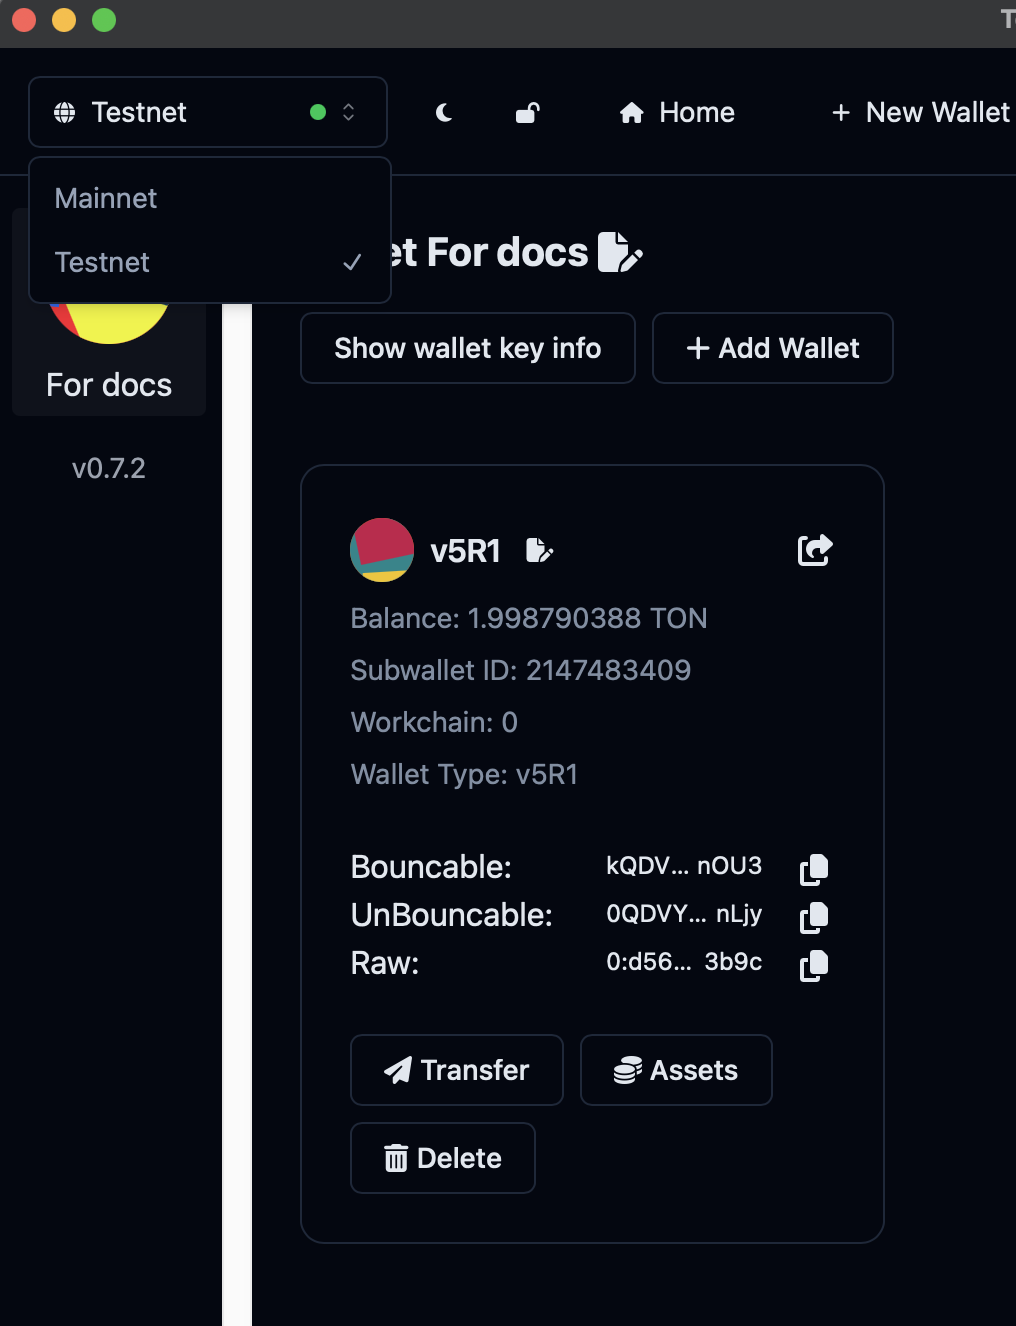 Testnet
Home
+ New Wallet
Mainnet
Testnet
For docs
Show wallet key info
+ Add Wallet
For docs
v0.7.2
v5R1
Balance: 1.998790388 TON
Subwallet ID: 2147483409
Workchain: 0
Wallet Type: v5R1
Bouncable: kQDV... nOU3
UnBouncable: 0QDVY... nLjy
Raw: 0:d56... 3b9c
Transfer
Assets
Delete